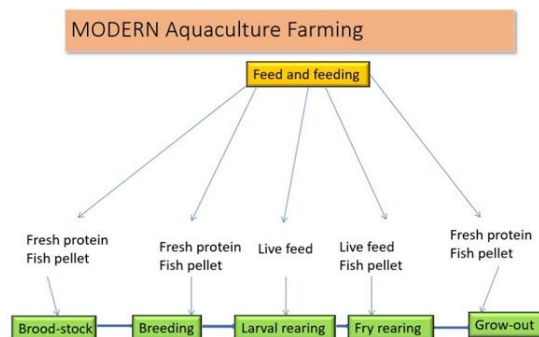 MODERN Aquaculture Farming
Feed and feeding
Fresh protein
Fish pellet
Fresh protein
Fish pellet
Live feed
Live feed
Fish pellet
Fresh protein
Fish pellet
Brood-stock
Breeding
Larval rearing
Fry rearing
Grow-out